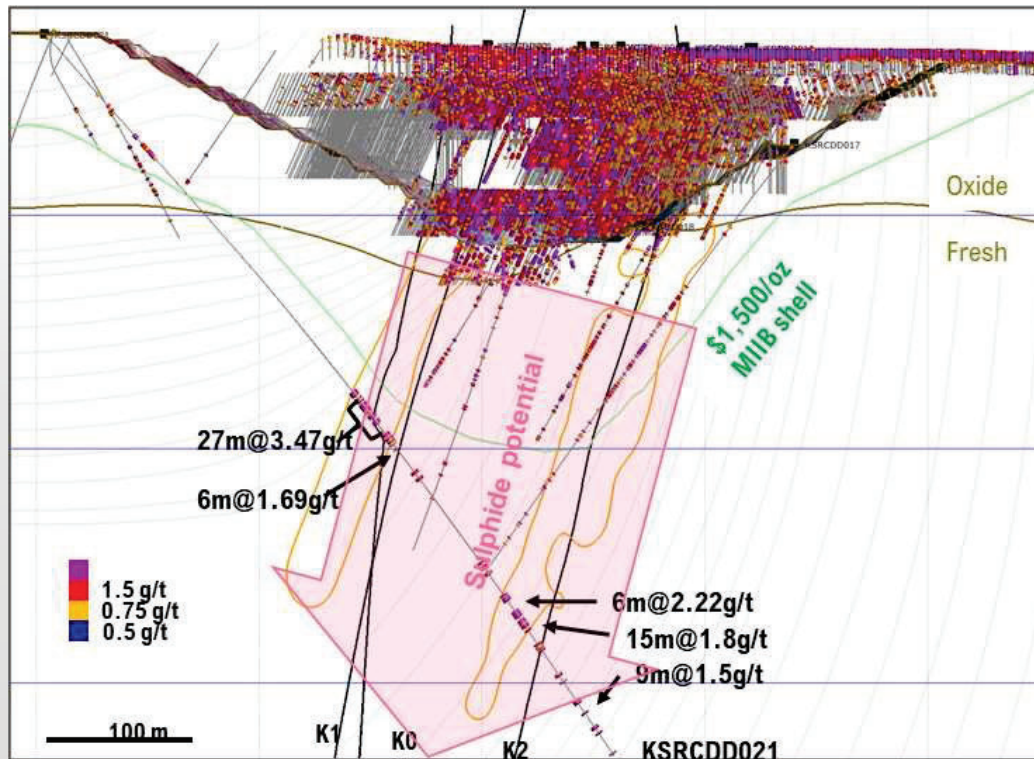 KSRCDD017
Oxide
Fresh
$1,500/oz
MIIB shell
Sulphide potential
27m@3.47g/t
6m@1.69g/t
1.5 g/t
0.75 g/t
0.5 g/t
6m@2.22g/t
15m@1.8g/t
9m@1.5g/t
100 m
K1
K0
K2
KSRCDD021